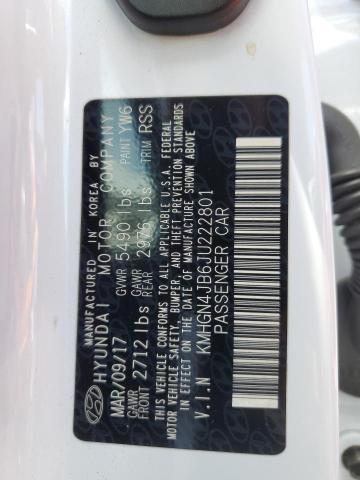 MANUFACTURED IN KOREA BY
HYUNDAI MOTOR COMPANY
MAR/09/17 GVWR 5490 lbs PAINT YW6
GAWR FRONT 2712 lbs GAWR REAR 2976 lbs TRIM RSS
THIS VEHICLE CONFORMS TO ALL APPLICABLE U.S.A. FEDERAL
MOTOR VEHICLE SAFETY, BUMPER, AND THEFT PREVENTION STANDARDS
IN EFFECT ON THE DATE OF MANUFACTURE SHOWN ABOVE
V.I.N KMHGN4JB6JU222801
PASSENGER CAR